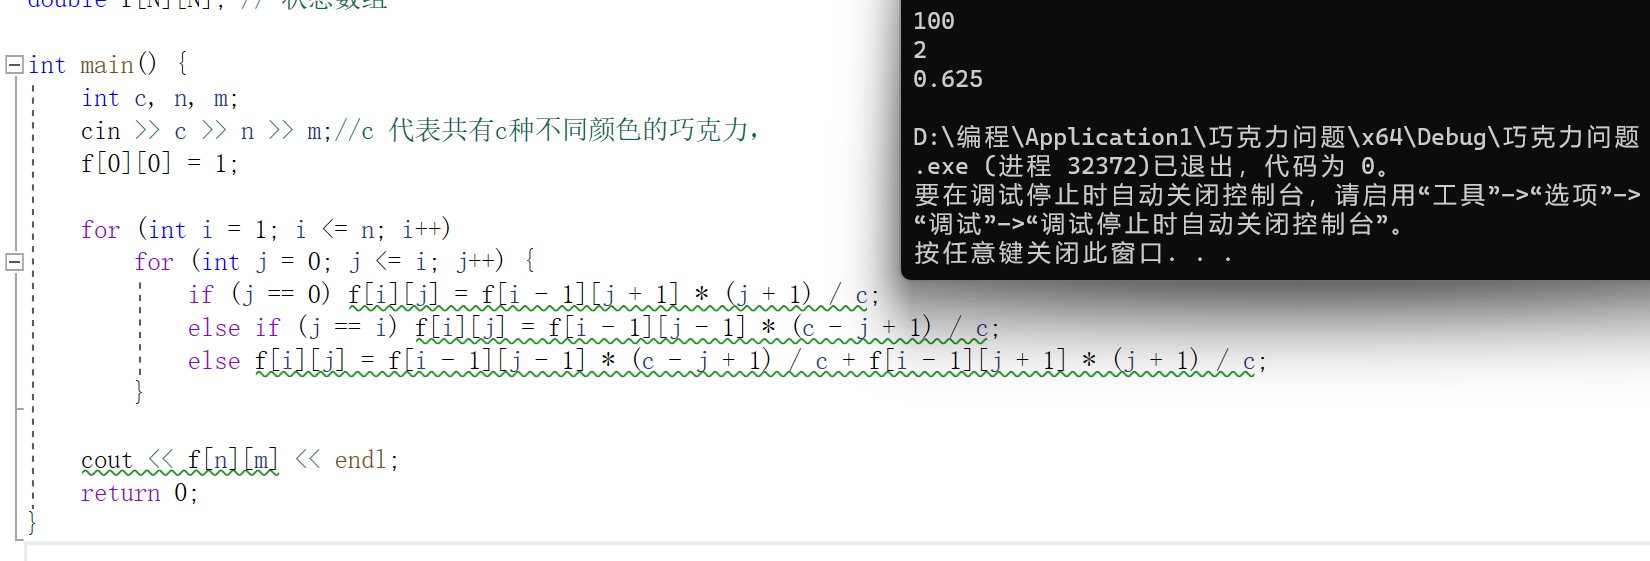 double f[N][N]; // 状态数组
int main() {
int c, n, m;
cin >> c >> n >> m;//c 代表共有c种不同颜色的巧克力,
f[0][0] = 1;
for (int i = 1; i <= n; i++)
for (int j = 0; j <= i; j++) {
if (j == 0) f[i][j] = f[i - 1][j + 1] * (j + 1) / c;
else if (j == i) f[i][j] = f[i - 1][j - 1] * (c - j + 1) / c;
else f[i][j] = f[i - 1][j - 1] * (c - j + 1) / c + f[i - 1][j + 1] * (j + 1) / c;
}
cout << f[n][m] << endl;
return 0;
}
100
2
0.625
D:\编程\Application1\巧克力问题\x64\Debug\巧克力问题
.exe (进程 32372)已退出,代码为 0。
要在调试停止时自动关闭控制台,请启用“工具”->“选项”->
“调试”->“调试停止时自动关闭控制台”。
按任意键关闭此窗口. . .